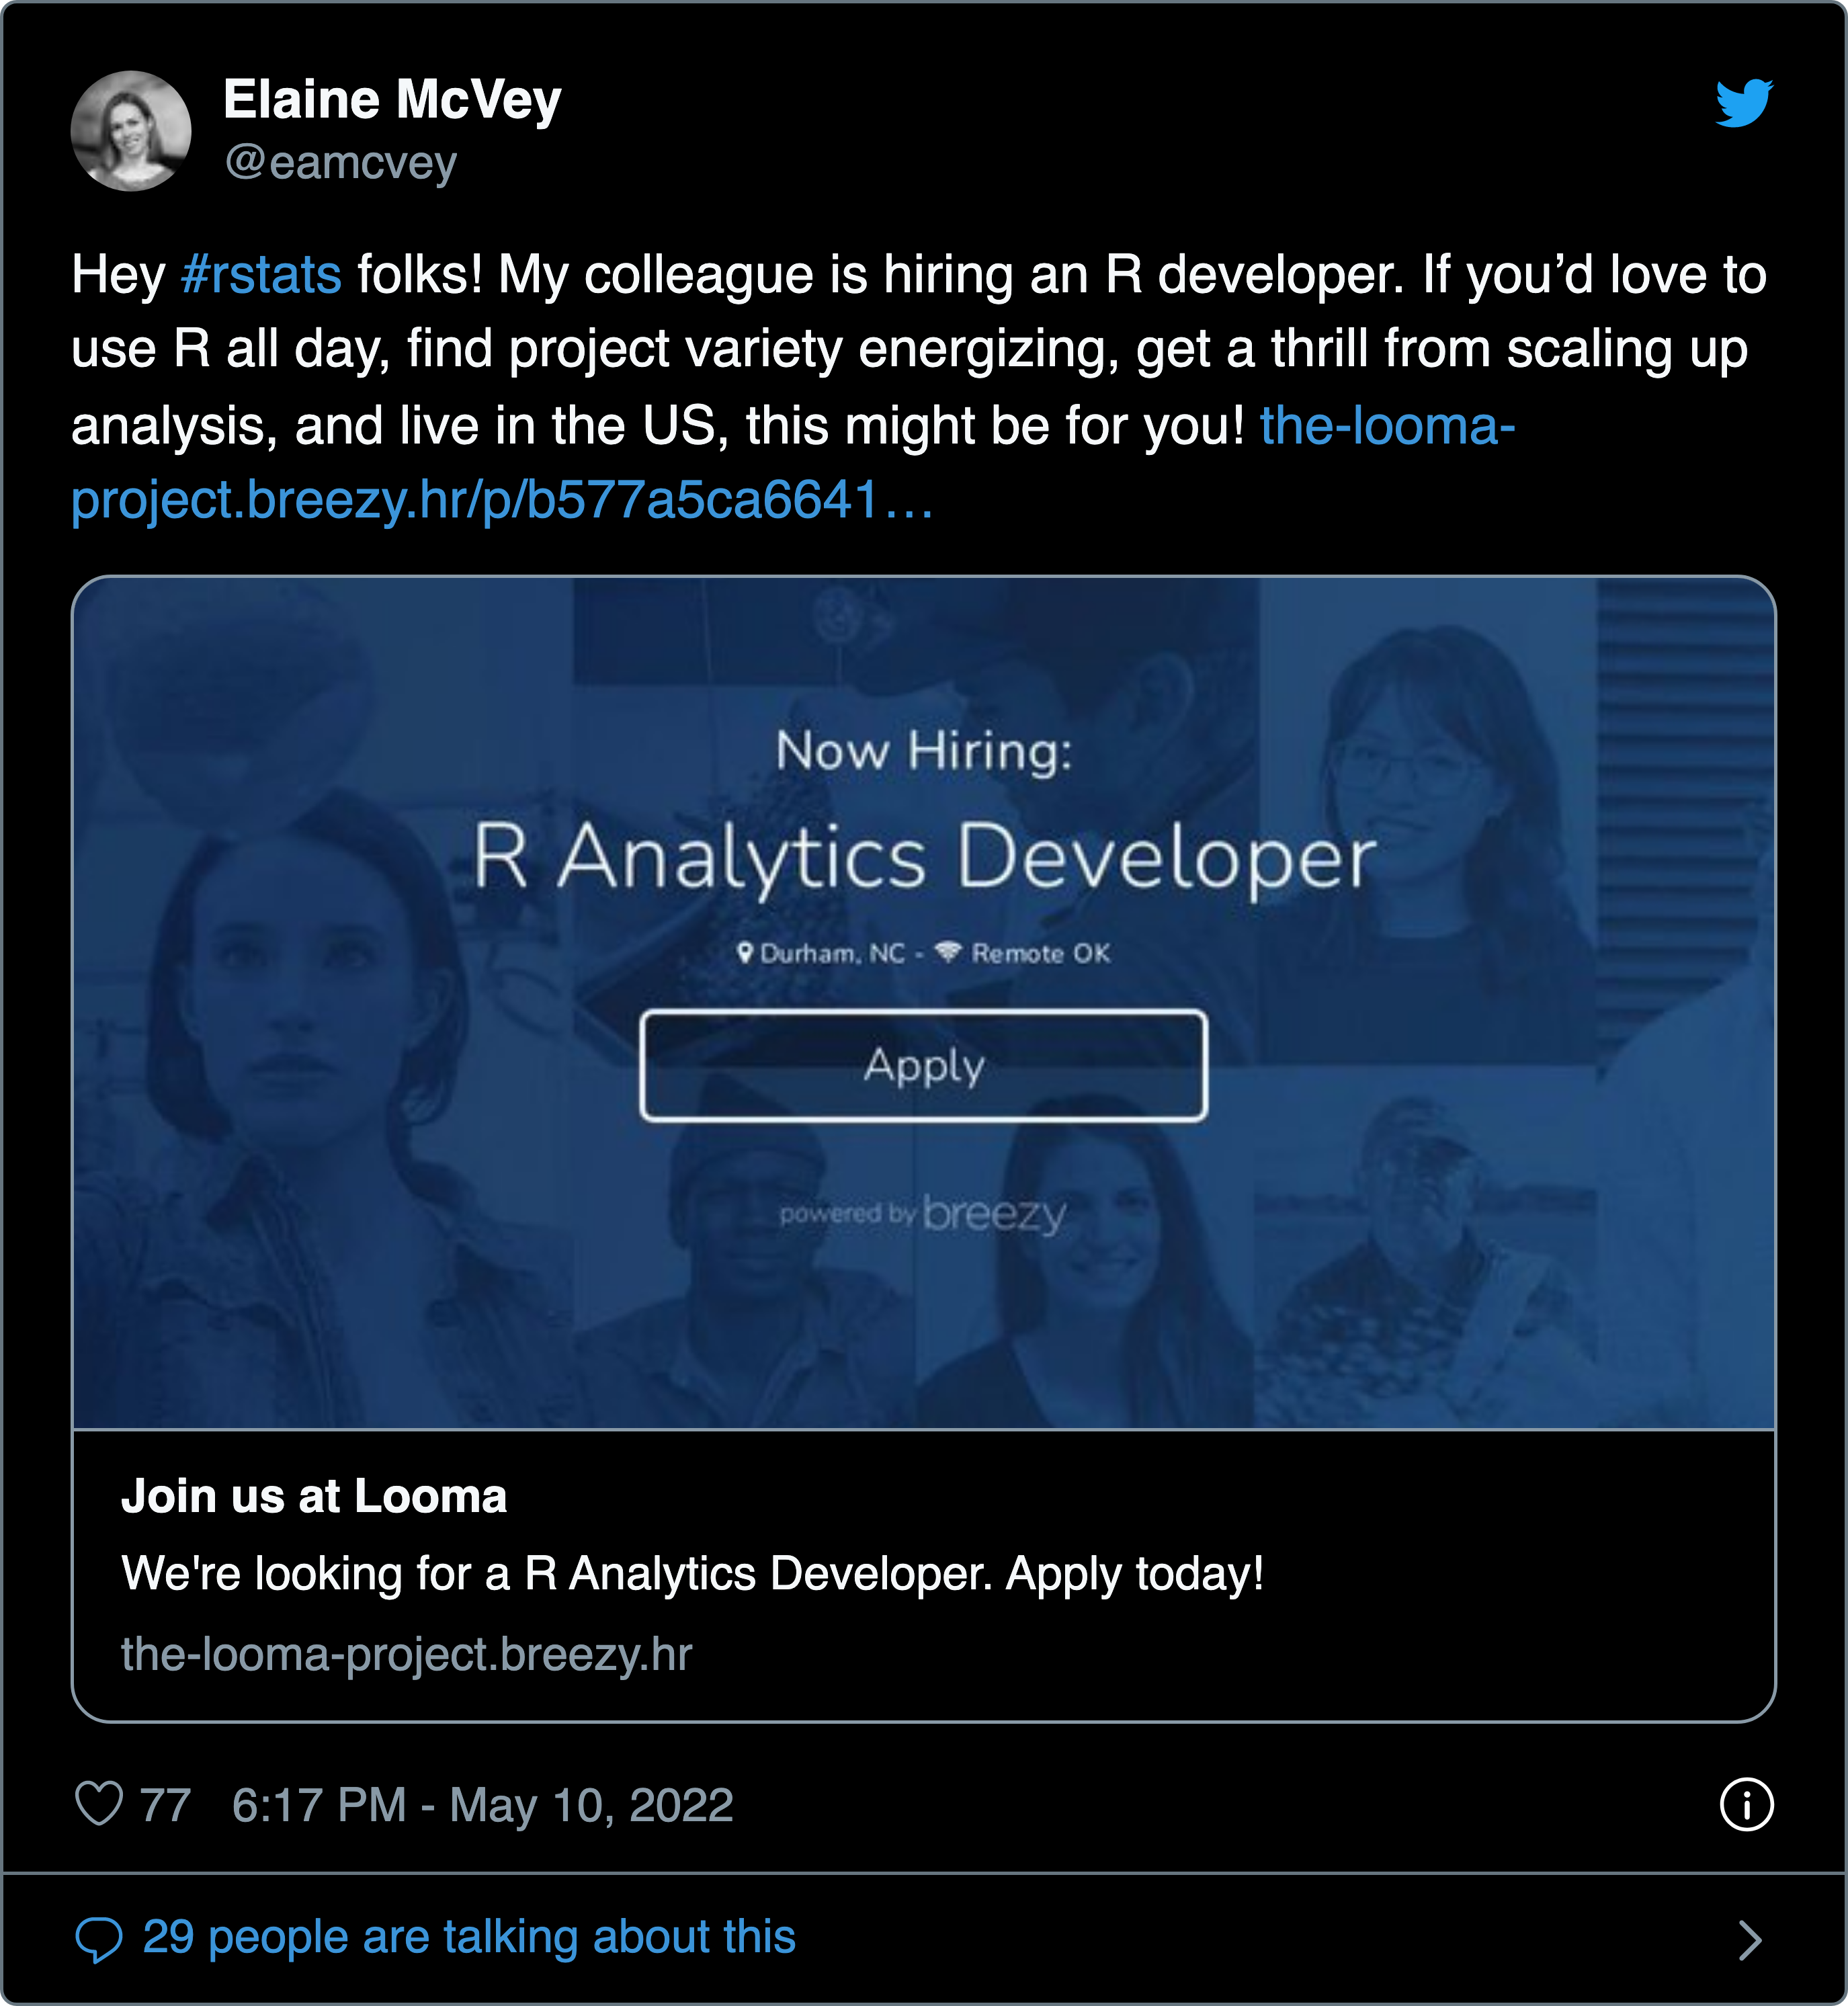 Elaine McVey
@eamcvey
Hey #rstats folks! My colleague is hiring an R developer. If you’d love to
use R all day, find project variety energizing, get a thrill from scaling up
analysis, and live in the US, this might be for you! the-looma-
project.breezy.hr/p/b577a5ca6641…
Now Hiring:
R Analytics Developer
Durham, NC - Remote OK
Apply
powered by breezy
Join us at Looma
We're looking for a R Analytics Developer. Apply today!
the-looma-project.breezy.hr
77 6:17 PM - May 10, 2022
29 people are talking about this